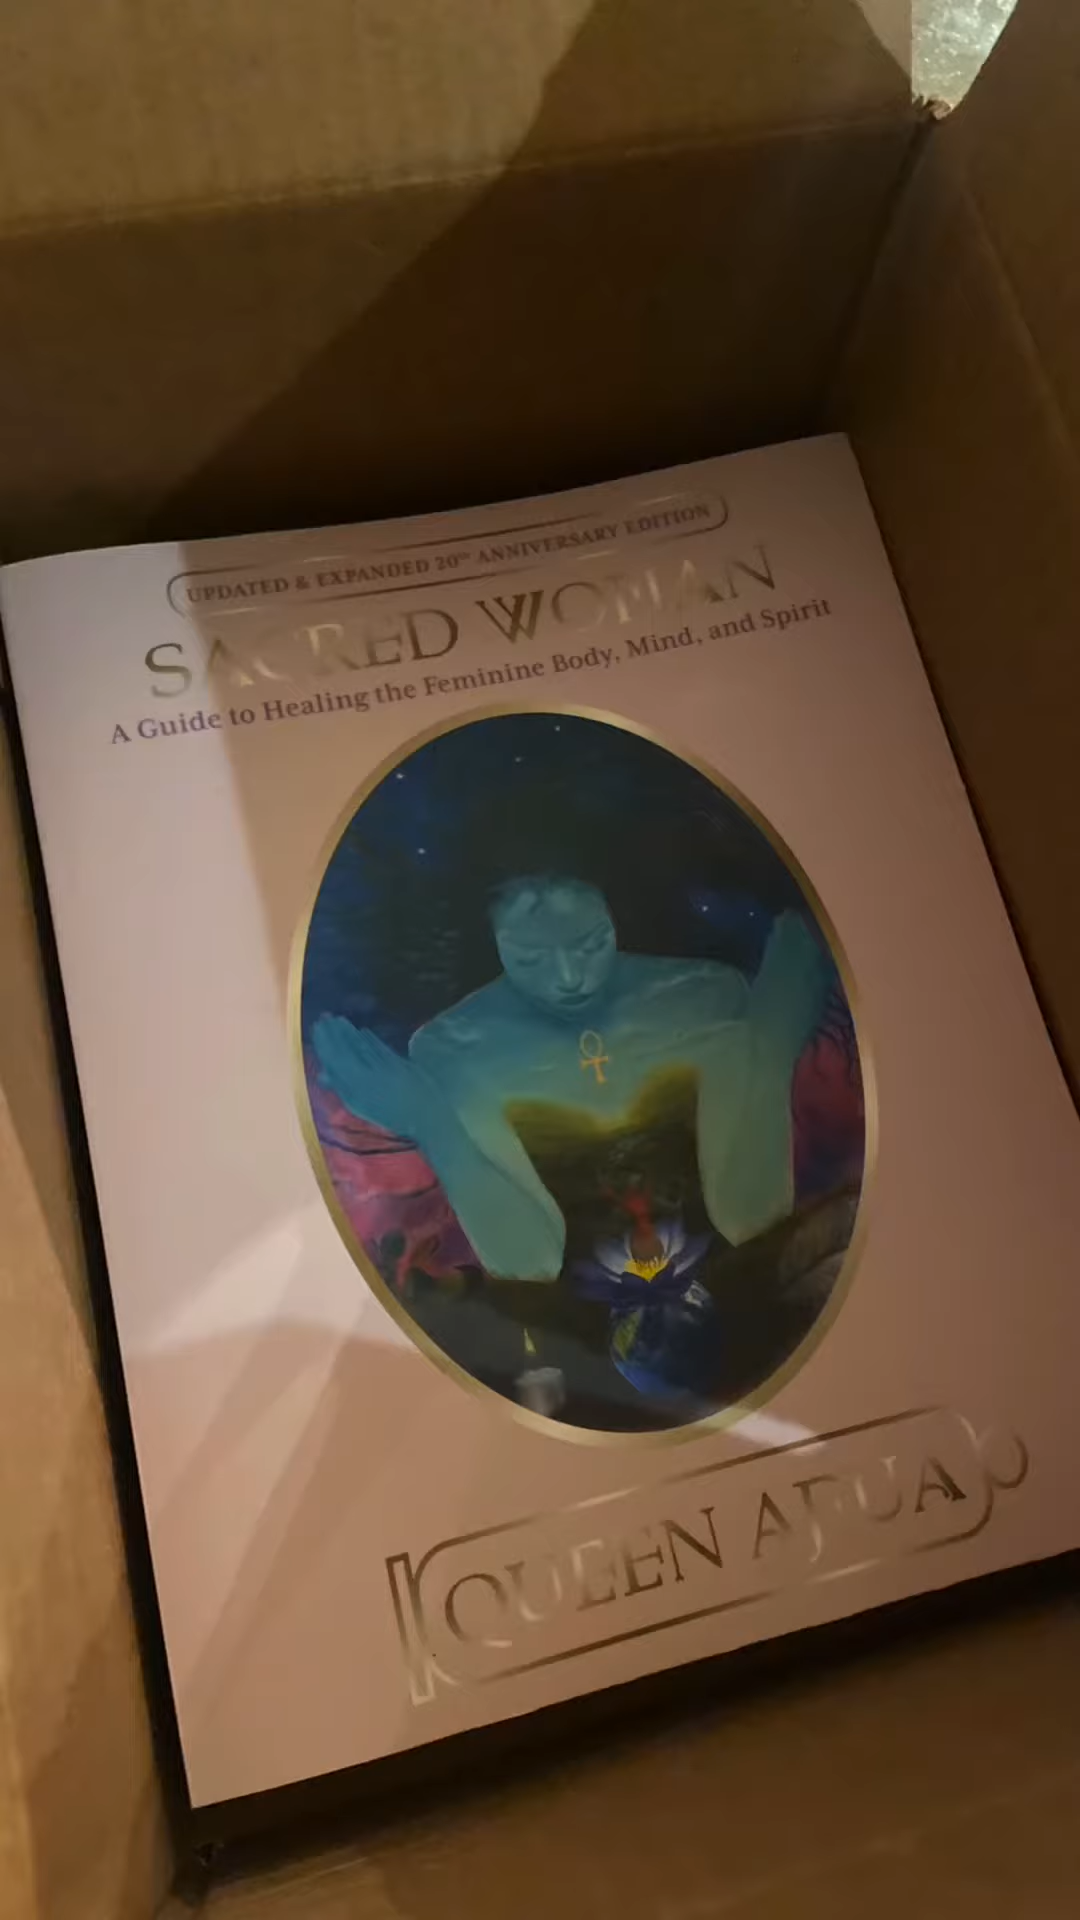 UPDATED & EXPANDED 20th ANNIVERSARY EDITION
SACRED WOMAN
A Guide to Healing the Feminine Body, Mind, and Spirit
QUEEN AFUA